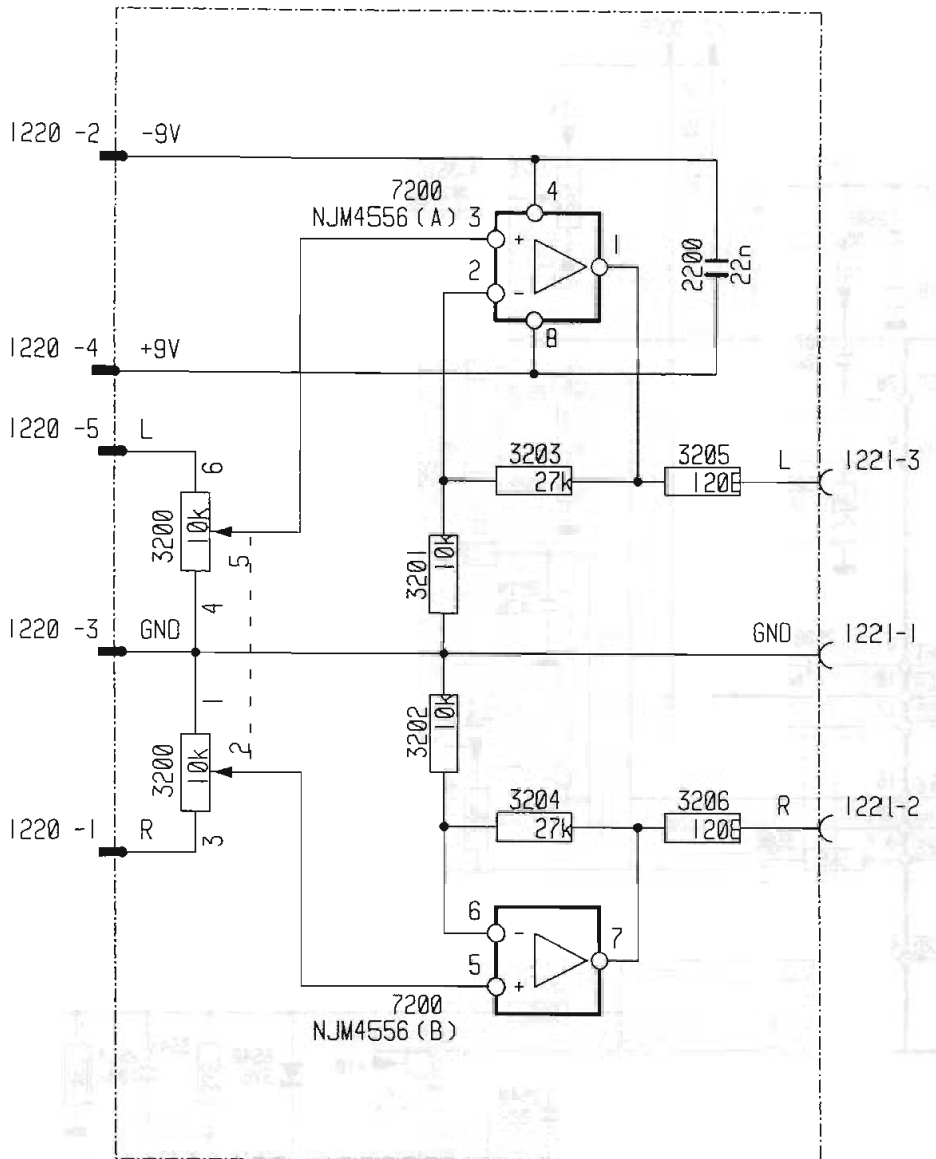 1220 -2 -9V
7200
NJM4556(A) 3
4
1
2
8
2200
22n
1220 -4 +9V
1220 -5 L
6
3200
10k
5
4
3203
27k
3205
120E
L
1221-3
3201
10k
1220 -3 GND
GND
1221-1
1
3200
10k
2
3
3202
10k
3204
27k
3206
120E
R
1221-2
1220 -1 R
6
5
7
7200
NJM4556(B)